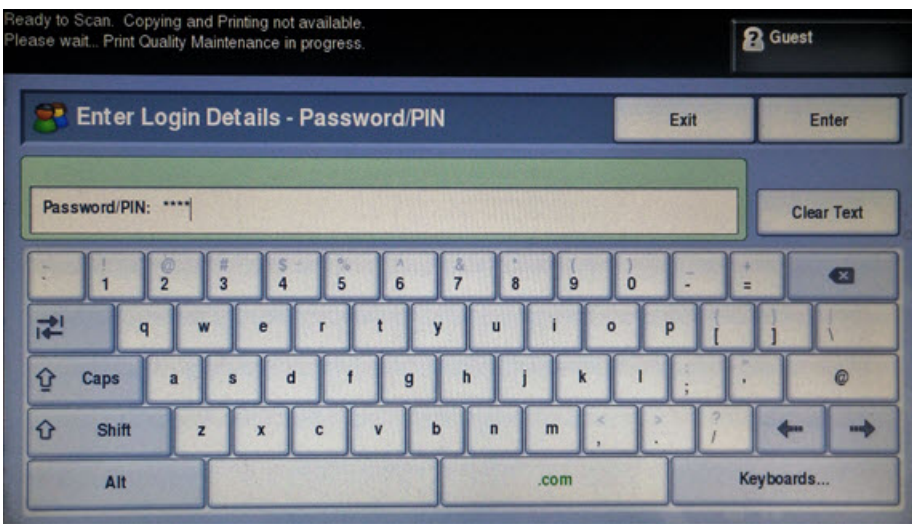 Ready to Scan. Copying and Printing not available.
Please wait... Print Quality Maintenance in progress.
Guest
Enter Login Details - Password/PIN
Exit
Enter
Password/PIN: ****
Clear Text
! @ # $ % ^ & * ( ) _ +
1 2 3 4 5 6 7 8 9 0 - =
q w e r t y u i o p [ ] \
Caps a s d f g h j k l ; ' @
Shift z x c v b n m , . /
< > ?
Alt .com Keyboards...